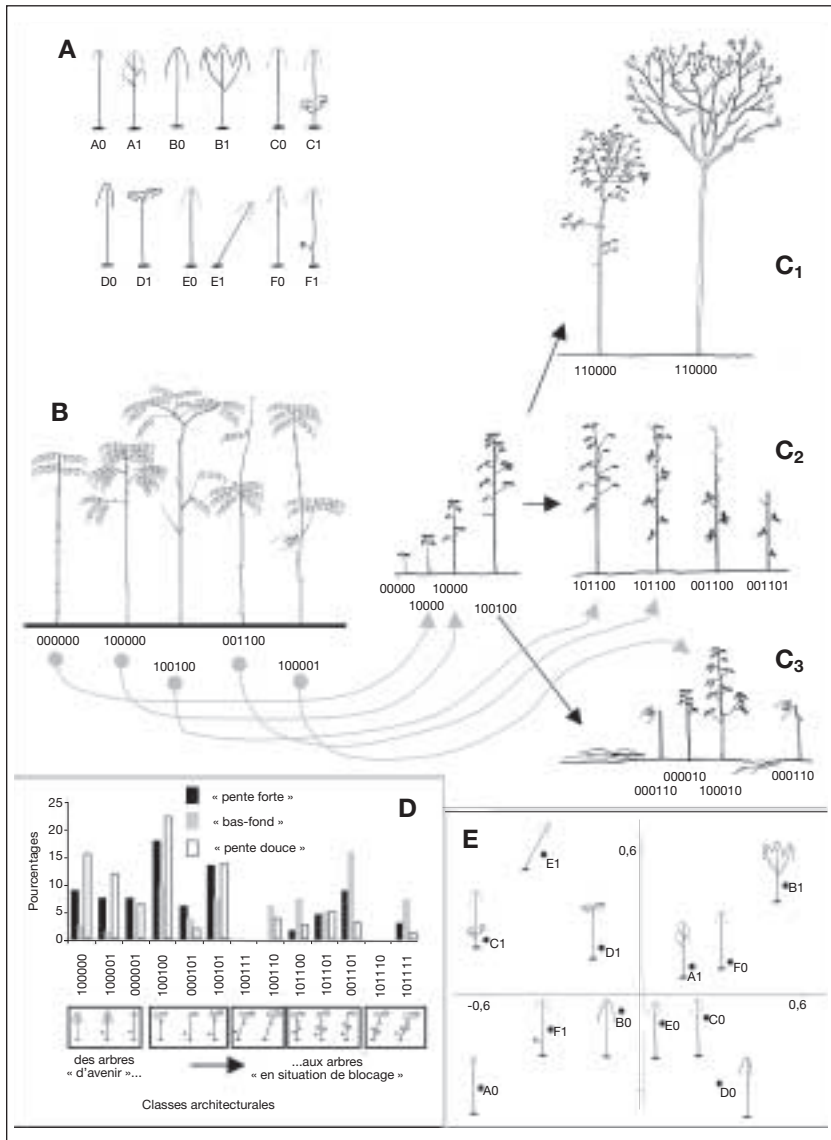 A
A0 A1 B0 B1 C0 C1
D0 D1 E0 E1 F0 F1
C1
110000 110000
B
000000 100000 001100
100100 100001
00000 10000
10000 100100
C2
101100 101100 001100 001101
C3
000010 000110
000110 100010
D
Pourcentages
25
20
15
10
5
0
« pente forte »
« bas-fond »
« pente douce »
100000 100001 000001 100100 000101 100101 100111 100110 101100 101101 001101 101110 101111
des arbres
« d'avenir »...
...aux arbres
« en situation de blocage »
Classes architecturales
E
0,6
E1
B1
C1
D1
A1
F0
-0,6
0,6
F1
B0
E0
C0
A0
D0